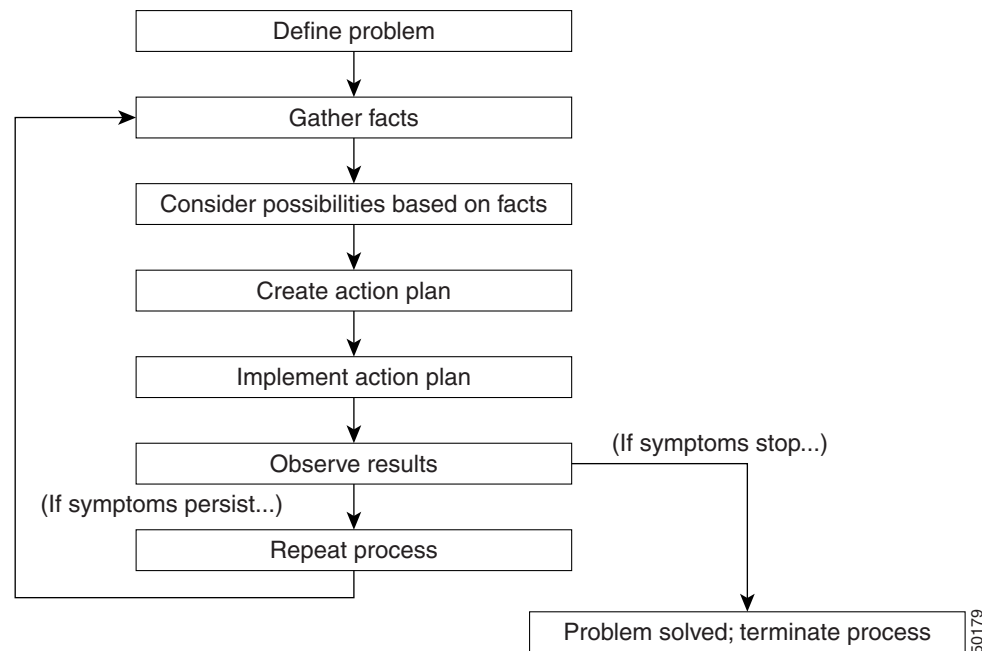 Define problem
Gather facts
Consider possibilities based on facts
Create action plan
Implement action plan
Observe results
(If symptoms stop...)
(If symptoms persist...)
Repeat process
Problem solved; terminate process